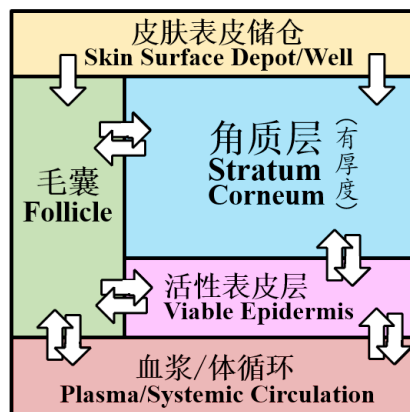 皮肤表皮储仓
Skin Surface Depot/Well
毛囊
Follicle
角质层
Stratum
Corneum
(有厚度)
活性表皮层
Viable Epidermis
血浆/体循环
Plasma/Systemic Circulation